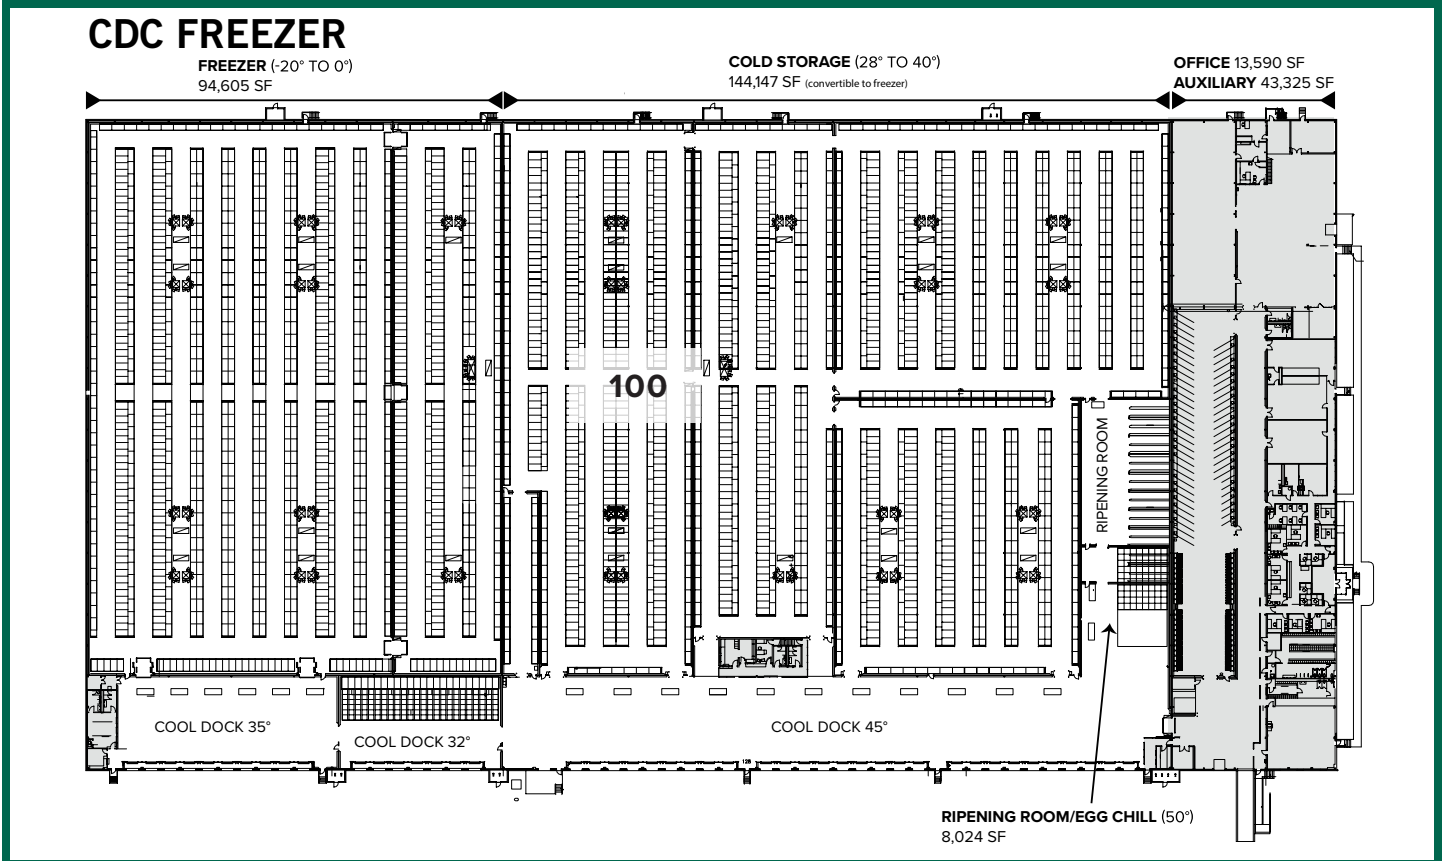 CDC FREEZER
FREEZER (-20° TO 0°)
94,605 SF
COLD STORAGE (28° TO 40°)
144,147 SF (convertible to freezer)
OFFICE 13,590 SF
AUXILIARY 43,325 SF
100
RIPENING ROOM
COOL DOCK 35°
COOL DOCK 32°
COOL DOCK 45°
128
RIPENING ROOM/EGG CHILL (50°)
8,024 SF